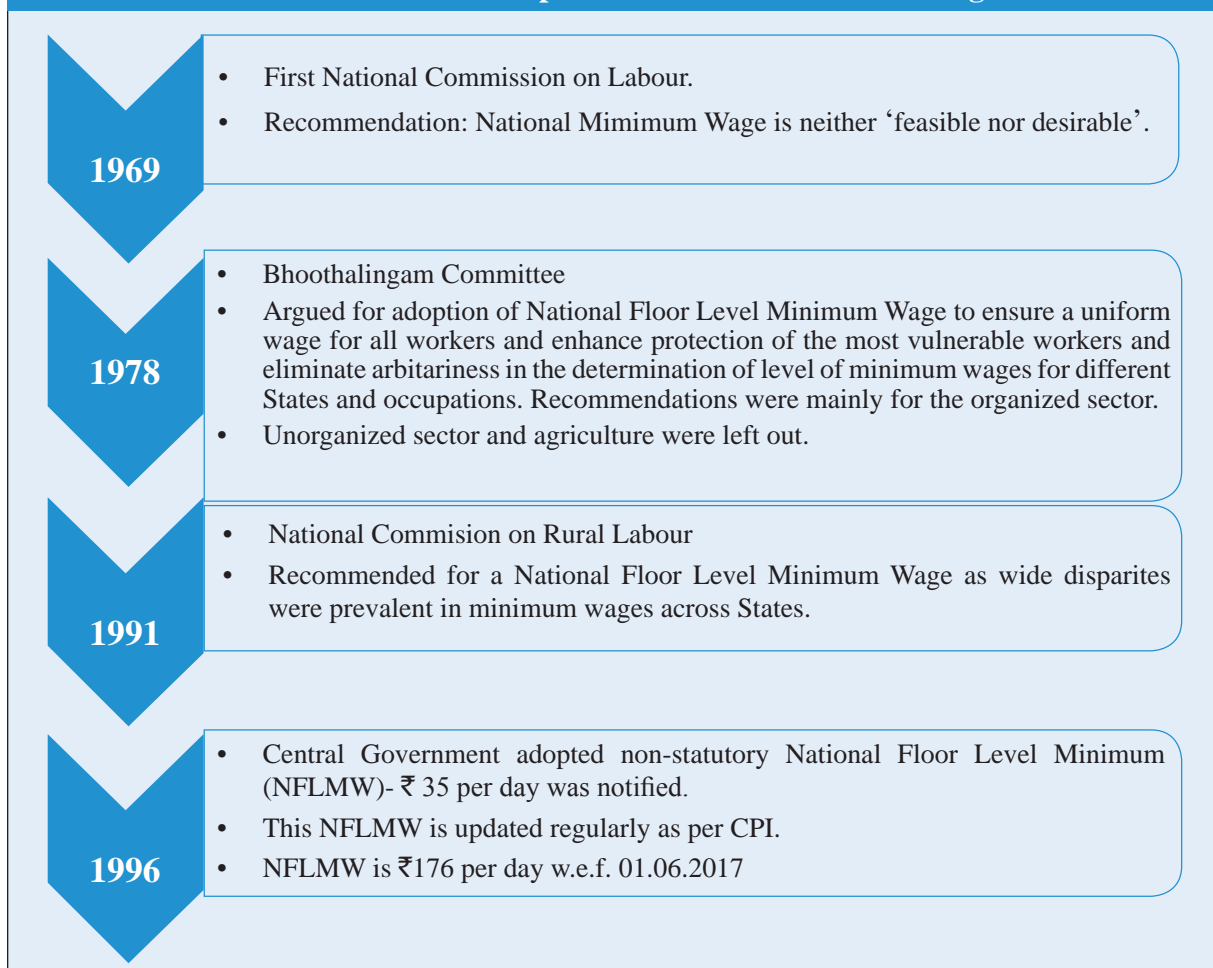 1969
• First National Commission on Labour.
• Recommendation: National Mimimum Wage is neither ‘feasible nor desirable’.
1978
• Bhoothalingam Committee
• Argued for adoption of National Floor Level Minimum Wage to ensure a uniform
wage for all workers and enhance protection of the most vulnerable workers and
eliminate arbitariness in the determination of level of minimum wages for different
States and occupations. Recommendations were mainly for the organized sector.
• Unorganized sector and agriculture were left out.
1991
• National Commision on Rural Labour
• Recommended for a National Floor Level Minimum Wage as wide disparites
were prevalent in minimum wages across States.
1996
• Central Government adopted non-statutory National Floor Level Minimum
(NFLMW)- ₹ 35 per day was notified.
• This NFLMW is updated regularly as per CPI.
• NFLMW is ₹176 per day w.e.f. 01.06.2017